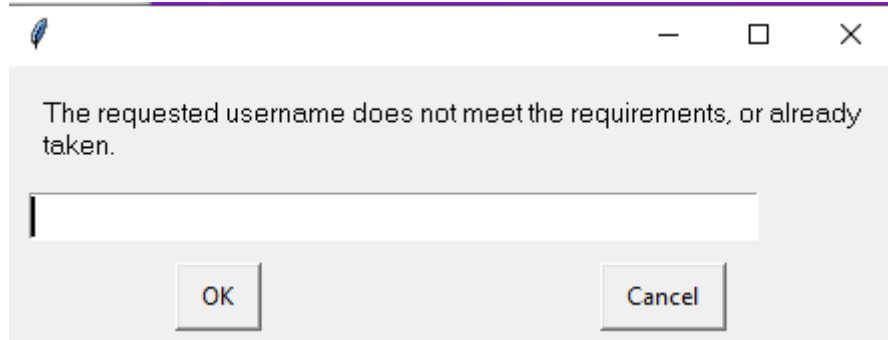 The requested username does not meet the requirements, or already
taken.
OK Cancel